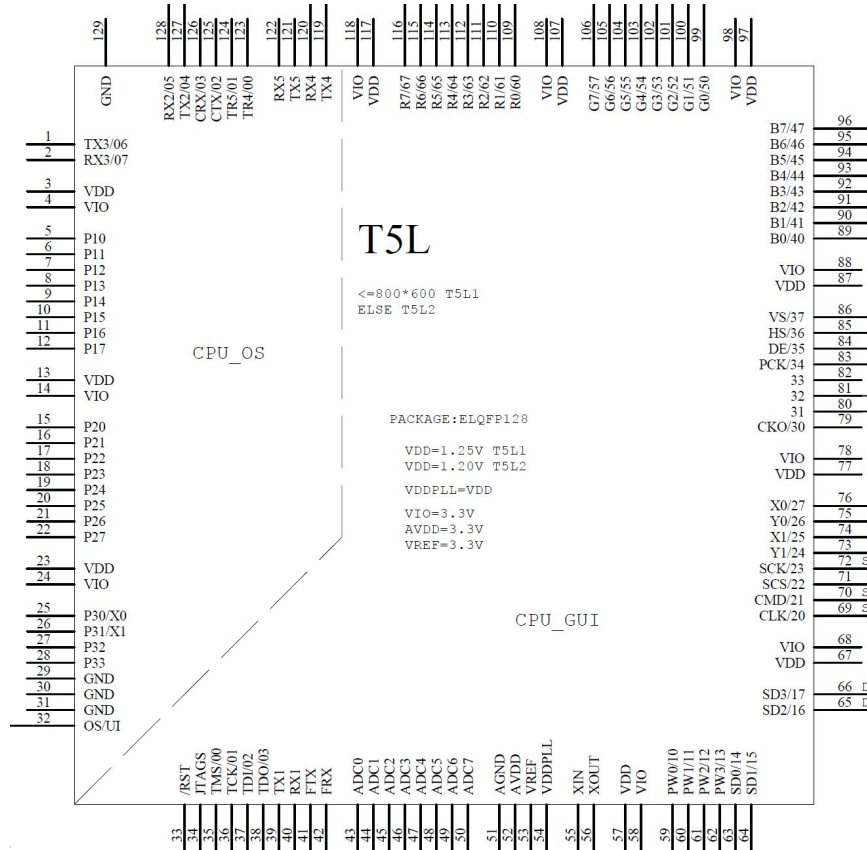 129 128 127 126 125 124 123 122 121 120 119 118 117 116 115 114 113 112 111 110 109 108 107 106 105 104 103 102 101 100 99 98 97
GND RX2/05 TX2/04 CRX/03 CTX/02 TR5/01 TR4/00 RX5 TX5 RX4 TX4 VIO VDD R7/67 R6/66 R5/65 R4/64 R3/63 R2/62 R1/61 R0/60 VIO VDD G7/57 G6/56 G5/55 G4/54 G3/53 G2/52 G1/51 G0/50 VIO VDD
1 TX3/06
2 RX3/07
3 VDD
4 VIO
5 P10
6 P11
7 P12
8 P13
9 P14
10 P15
11 P16
12 P17
13 VDD
14 VIO
15 P20
16 P21
17 P22
18 P23
19 P24
20 P25
21 P26
22 P27
23 VDD
24 VIO
25 P30/X0
26 P31/X1
27 P32
28 P33
29 GND
30 GND
31 GND
32 OS/UI
T5L
<=800*600 T5L1
ELSE T5L2
CPU_OS
PACKAGE:ELQFP128
VDD=1.25V T5L1
VDD=1.20V T5L2
VDDPLL=VDD
VIO=3.3V
AVDD=3.3V
VREF=3.3V
CPU_GUI
B7/47 96
B6/46 95
B5/45 94
B4/44 93
B3/43 92
B2/42 91
B1/41 90
B0/40 89
VIO 88
VDD 87
VS/37 86
HS/36 85
DE/35 84
PCK/34 83
33 82
32 81
31 80
CKO/30 79
VIO 78
VDD 77
X0/27 76
Y0/26 75
X1/25 74
Y1/24 73
SCK/23 72 S
SCS/22 71
CMD/21 70 S
CLK/20 69 S
VIO 68
VDD 67
SD3/17 66 D
SD2/16 65 D
/RST JTAGS TMS/00 TCK/01 TDI/02 TDO/03 TX1 RX1 FTX FRX ADC0 ADC1 ADC2 ADC3 ADC4 ADC5 ADC6 ADC7 AGND AVDD VREF VDDPLL XIN XOUT VDD VIO PW0/10 PW1/11 PW2/12 PW3/13 SD0/14 SD1/15
33 34 35 36 37 38 39 40 41 42 43 44 45 46 47 48 49 50 51 52 53 54 55 56 57 58 59 60 61 62 63 64